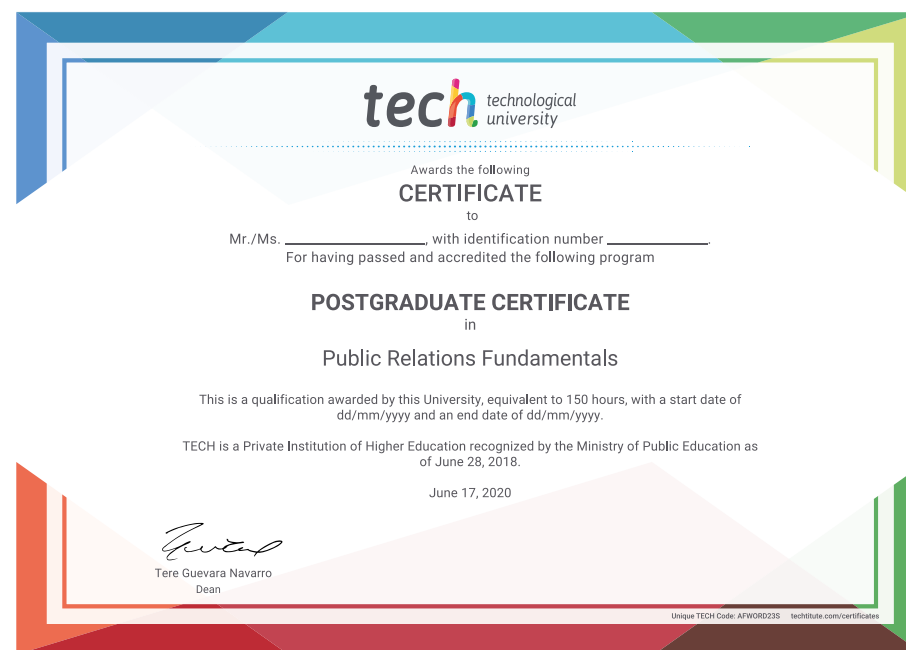 tech technological
university
Awards the following
CERTIFICATE
to
Mr./Ms. ____________________, with identification number ______________.
For having passed and accredited the following program
POSTGRADUATE CERTIFICATE
in
Public Relations Fundamentals
This is a qualification awarded by this University, equivalent to 150 hours, with a start date of
dd/mm/yyyy and an end date of dd/mm/yyyy.
TECH is a Private Institution of Higher Education recognized by the Ministry of Public Education as
of June 28, 2018.
June 17, 2020
Tere Guevara Navarro
Dean
Unique TECH Code: AFWORD23S techtitute.com/certificates